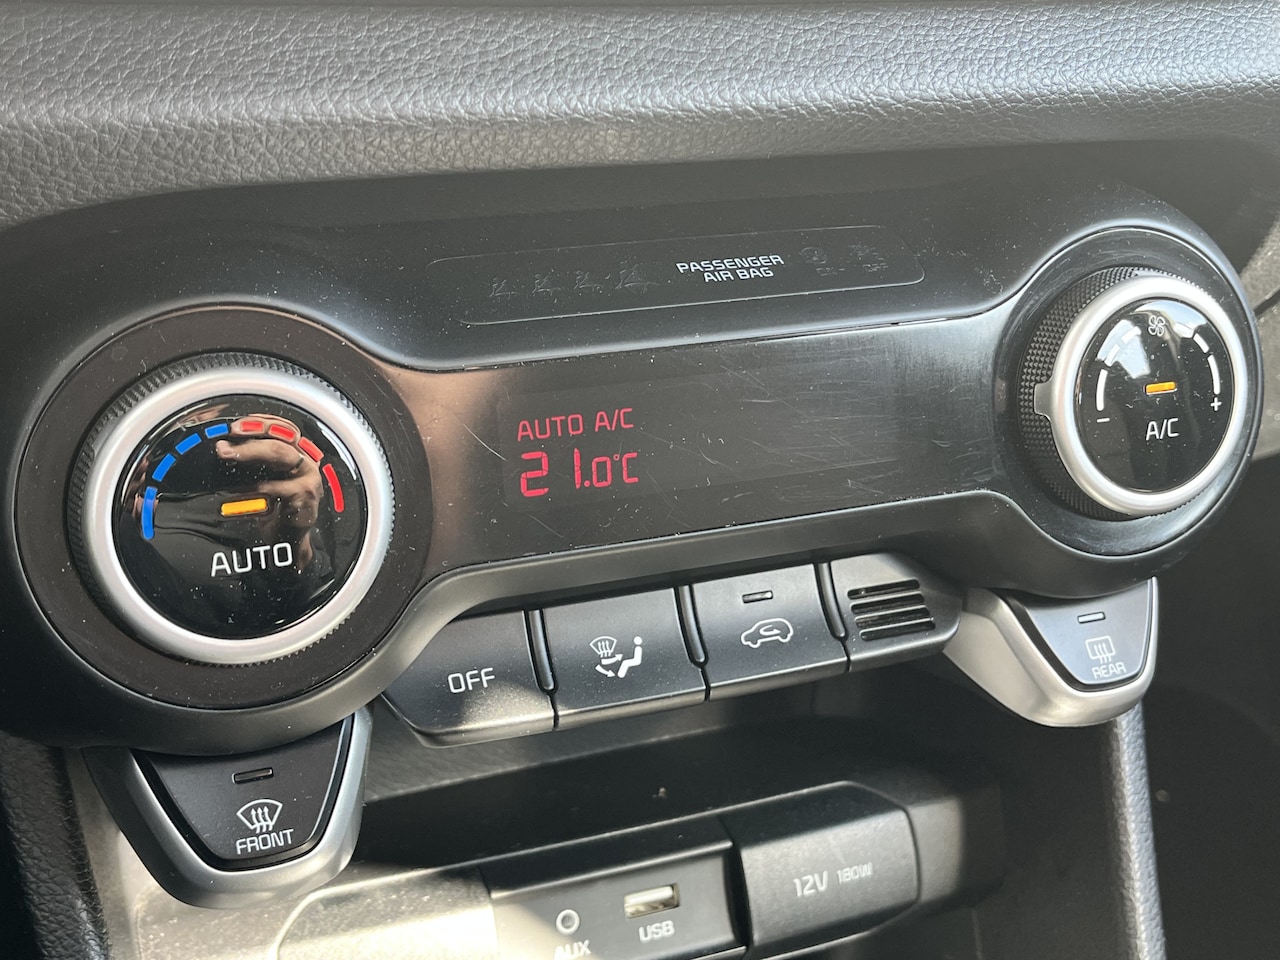 PASSENGER
AIR BAG
AUTO A/C
21.0°C
AUTO
- +
A/C
OFF
REAR
FRONT
12V 180W
AUX
USB